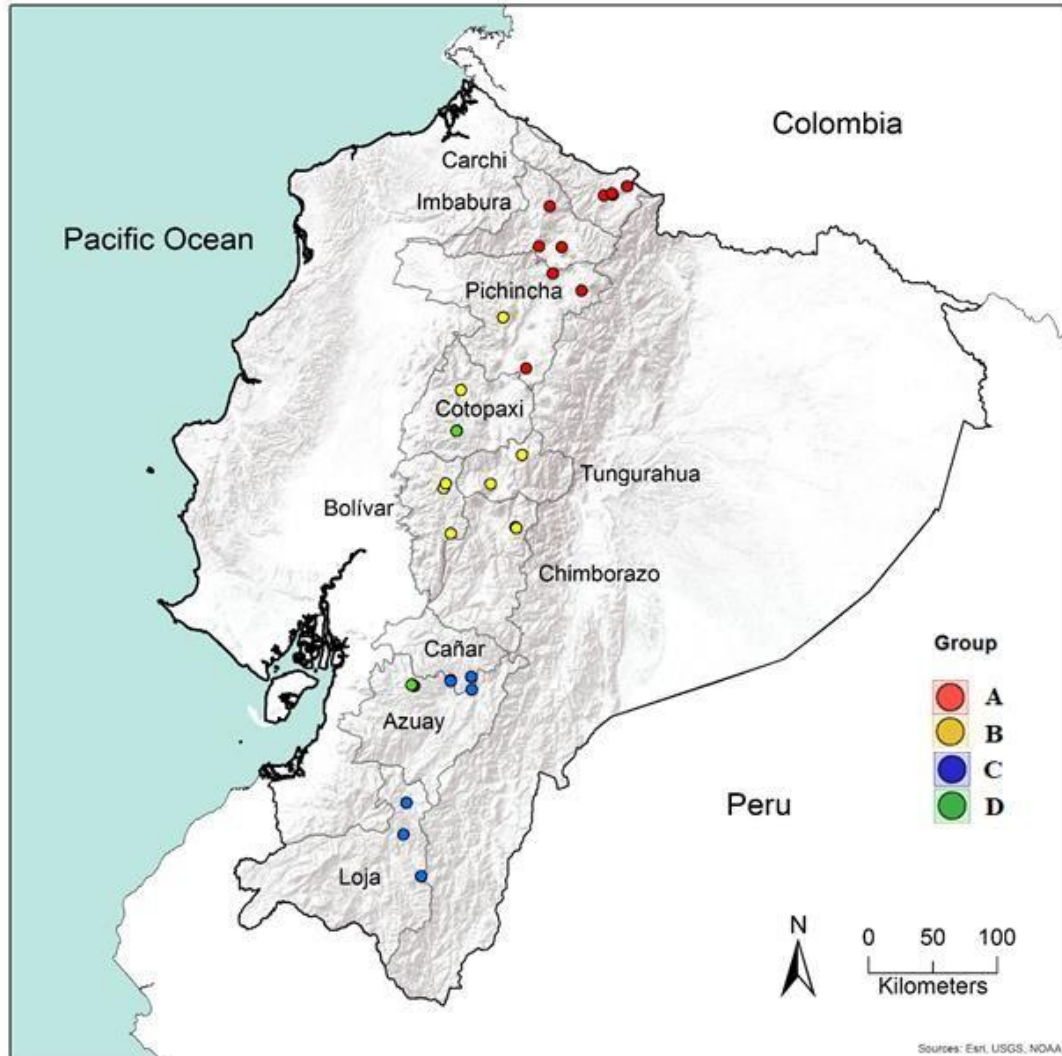 Colombia
Carchi
Imbabura
Pacific Ocean
Pichincha
Cotopaxi
Tungurahua
Bolívar
Chimborazo
Cañar
Azuay
Group
A
B
C
D
Peru
Loja
N
0 50 100
Kilometers
Sources: Esri, USGS, NOAA